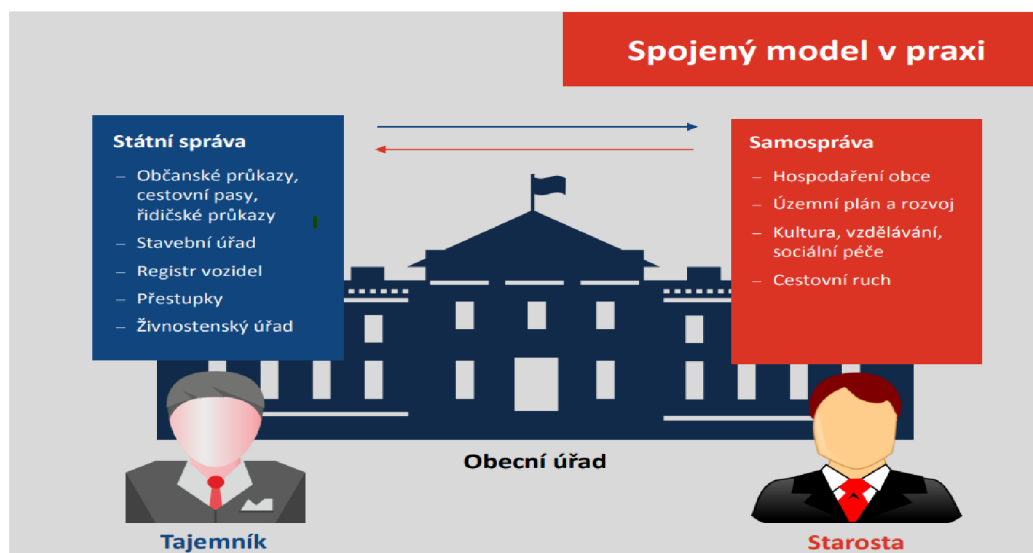 Spojený model v praxi
Státní správa
– Občanské průkazy,
cestovní pasy,
řidičské průkazy
– Stavební úřad
– Registr vozidel
– Přestupky
– Živnostenský úřad
Samospráva
– Hospodaření obce
– Územní plán a rozvoj
– Kultura, vzdělávání,
sociální péče
– Cestovní ruch
Obecní úřad
Tajemník
Starosta